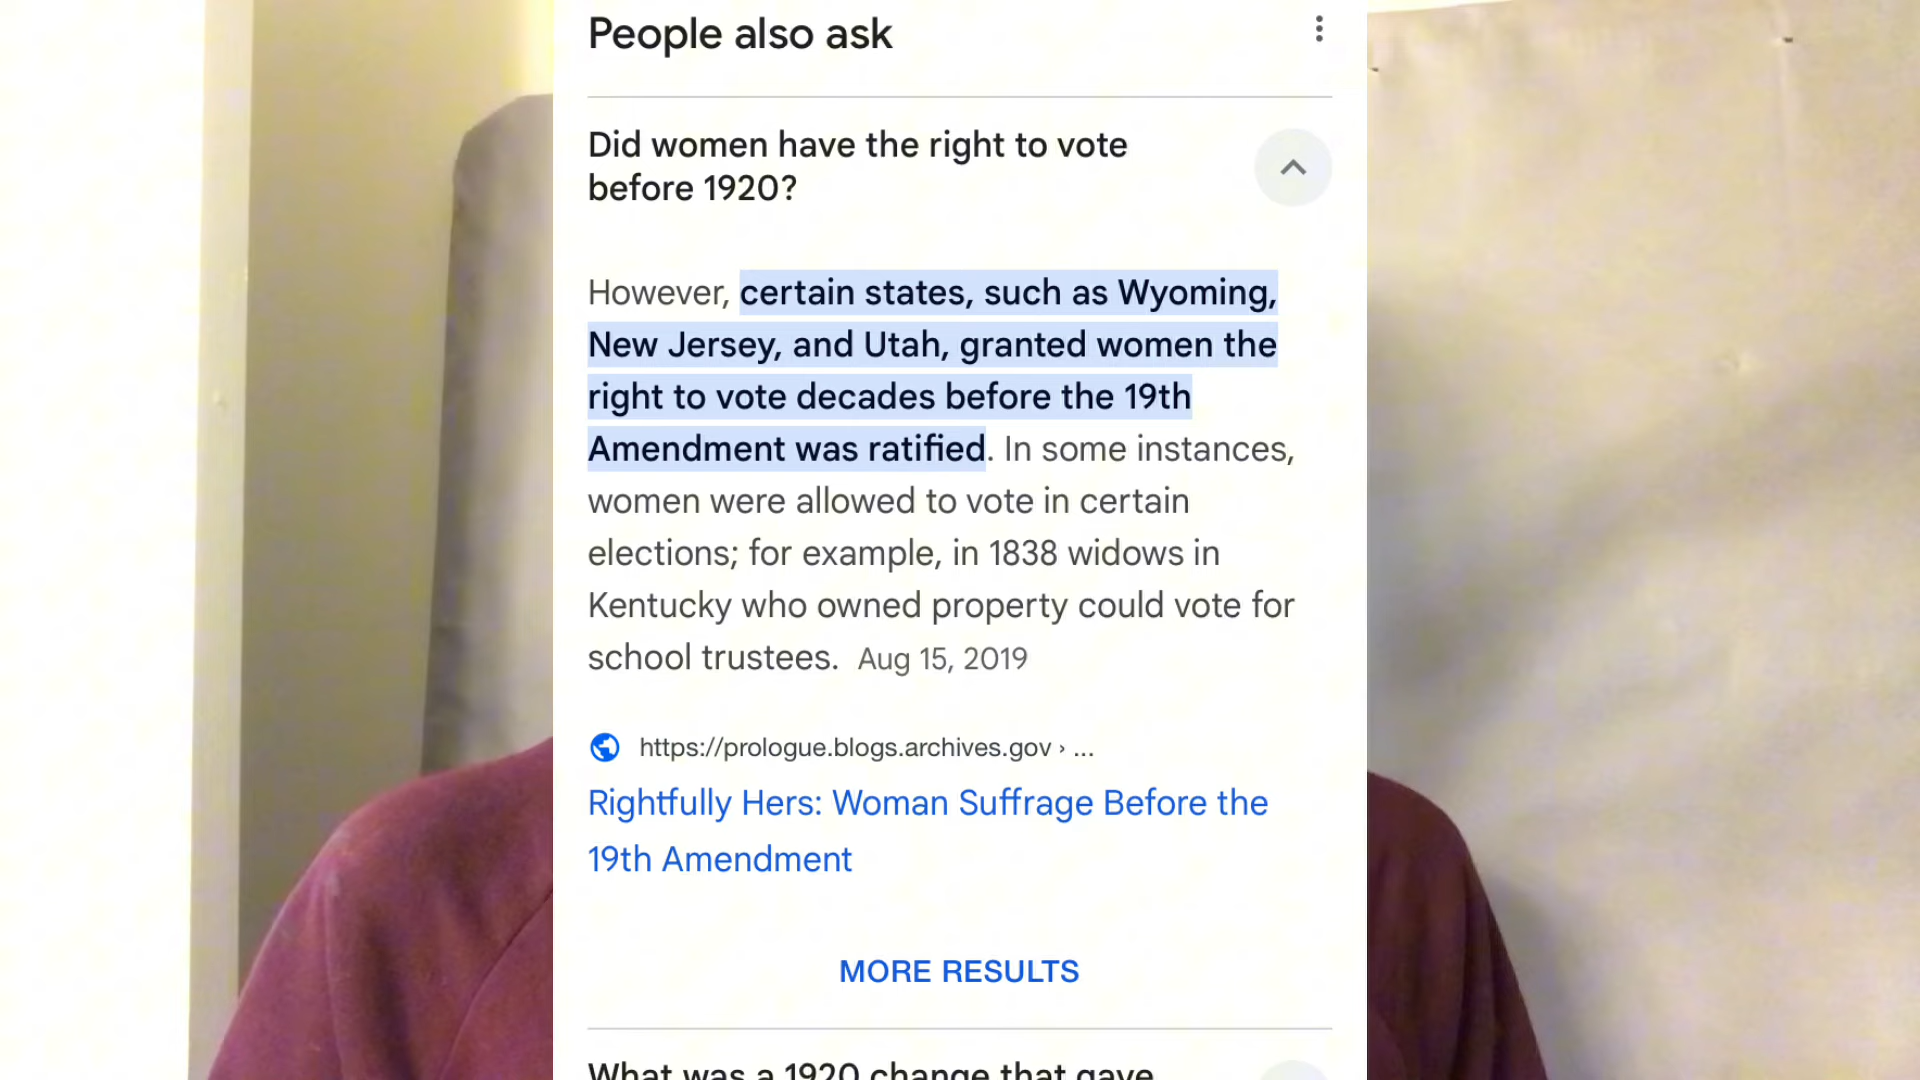 People also ask
Did women have the right to vote
before 1920?
However, certain states, such as Wyoming,
New Jersey, and Utah, granted women the
right to vote decades before the 19th
Amendment was ratified. In some instances,
women were allowed to vote in certain
elections; for example, in 1838 widows in
Kentucky who owned property could vote for
school trustees. Aug 15, 2019
https://prologue.blogs.archives.gov › ...
Rightfully Hers: Woman Suffrage Before the
19th Amendment
MORE RESULTS
What was a 1920 change that gave